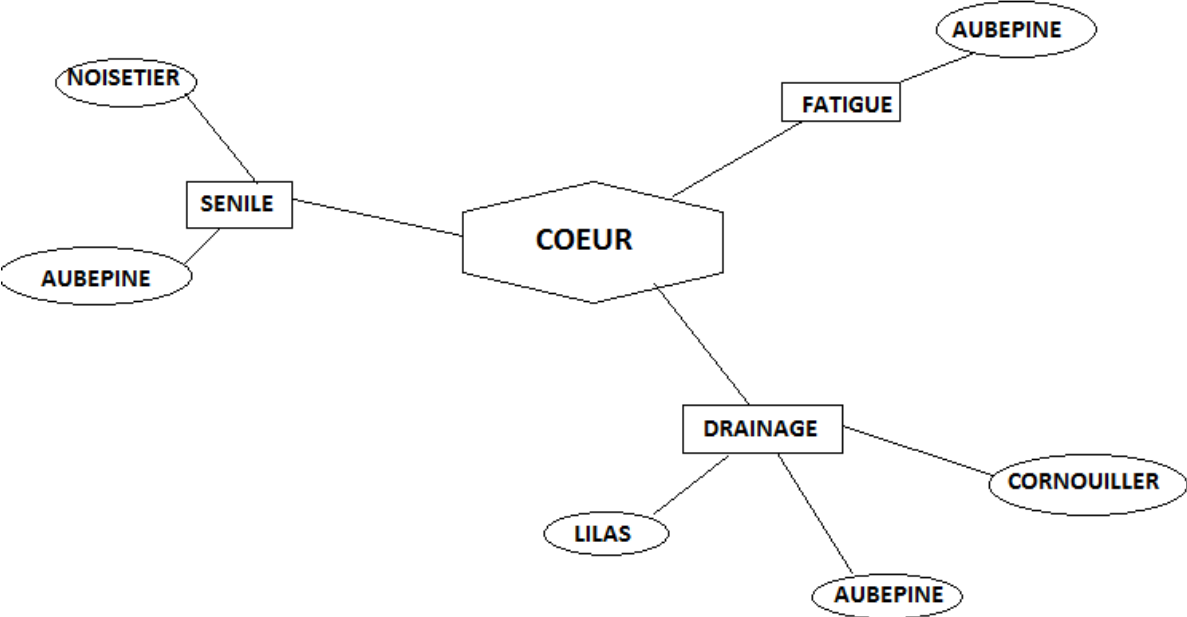 AUBEPINE
NOISETIER
FATIGUE
SENILE
COEUR
AUBEPINE
DRAINAGE
CORNOUILLER
LILAS
AUBEPINE